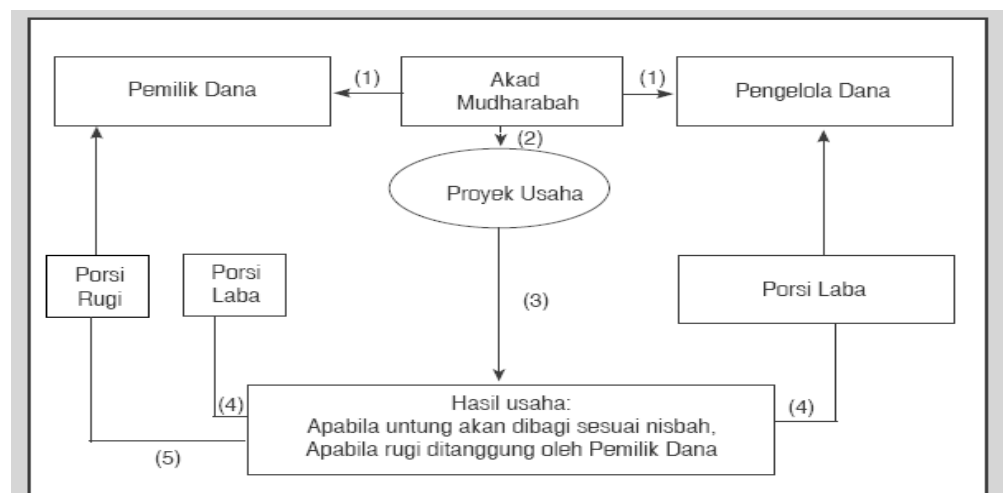 Pemilik Dana
(1)
Akad
Mudharabah
(1)
Pengelola Dana
(2)
Proyek Usaha
Porsi
Rugi
Porsi
Laba
(3)
Porsi Laba
(4)
Hasil usaha:
Apabila untung akan dibagi sesuai nisbah,
Apabila rugi ditanggung oleh Pemilik Dana
(4)
(5)